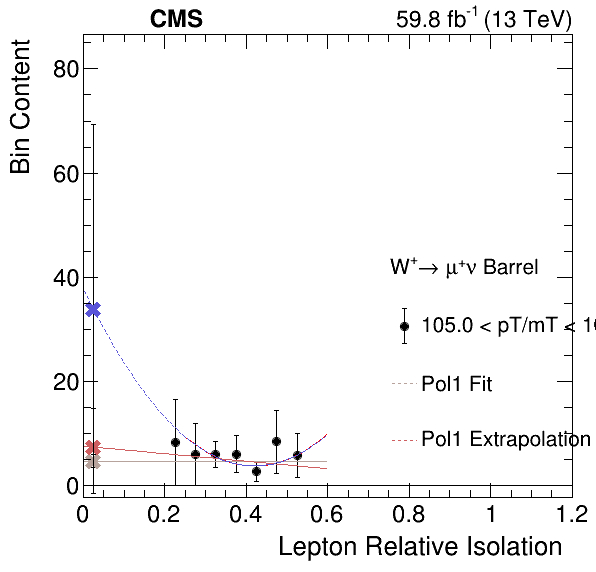 CMS 59.8 fb⁻¹ (13 TeV)
Bin Content
80
60
40
20
0
W⁺→ μ⁺ν Barrel
105.0 < pT/mT < 10
Pol1 Fit
Pol1 Extrapolation
0 0.2 0.4 0.6 0.8 1 1.2
Lepton Relative Isolation